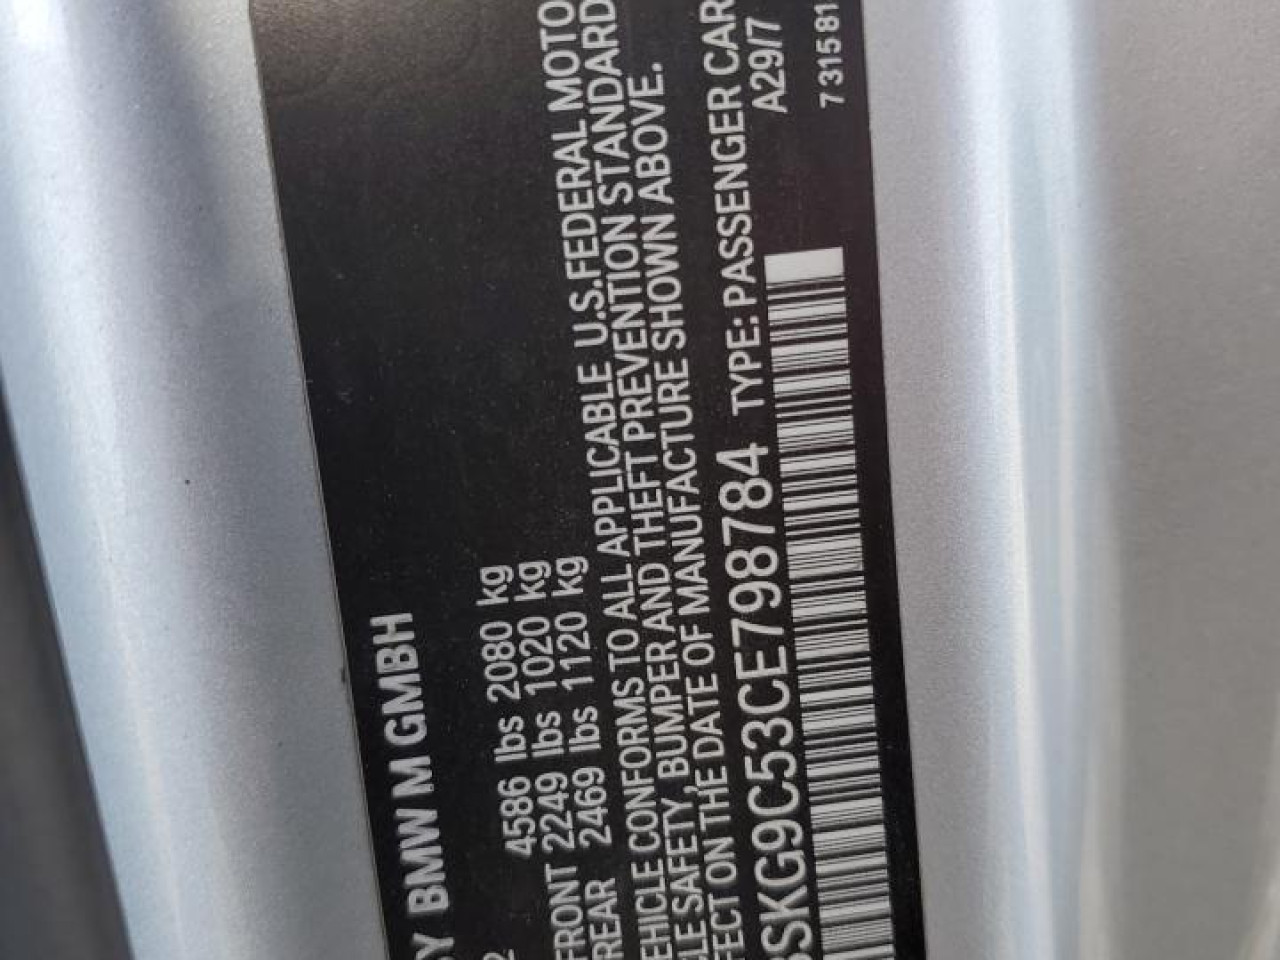 BY BMW M GMBH
2
4586 lbs 2080 kg
FRONT 2249 lbs 1020 kg
REAR 2469 lbs 1120 kg
EHICLE CONFORMS TO ALL APPLICABLE U.S.FEDERAL MOTO
CLE SAFETY, BUMPER AND THEFT PREVENTION STANDARD
FECT ON THE DATE OF MANUFACTURE SHOWN ABOVE.
SKG9C53CE798784 TYPE: PASSENGER CAR
A29/7
7 315 81